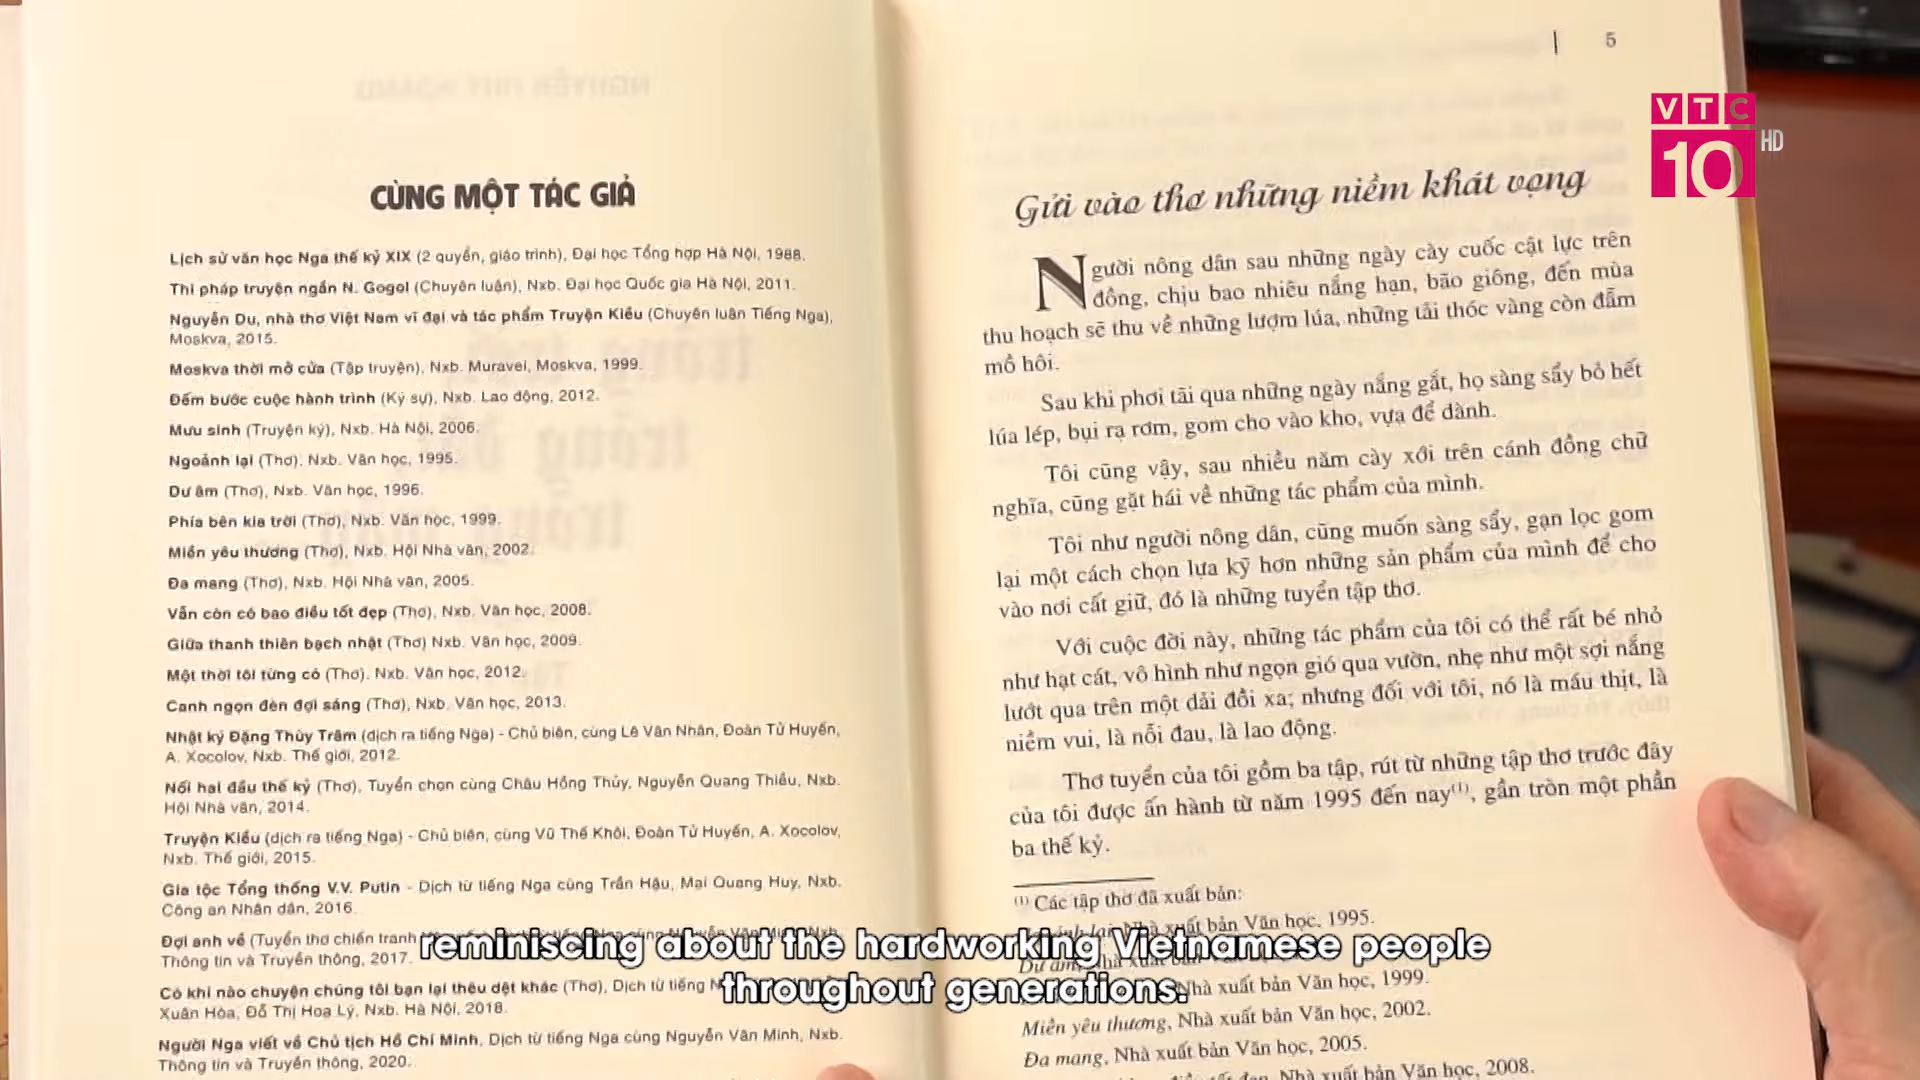 CÙNG MỘT TÁC GIẢ
Lịch sử văn học Nga thế kỷ XIX (2 quyển, giáo trình), Đại học Tổng hợp Hà Nội, 1988.
Thi pháp truyện ngắn N. Gogol (Chuyên luận), Nxb. Đại học Quốc gia Hà Nội, 2011.
Nguyễn Du, nhà thơ Việt Nam vĩ đại và tác phẩm Truyện Kiều (Chuyên luân Tiếng Nga),
Moskva, 2015.
Moskva thời mở cửa (Tập truyện), Nxb. Muravei, Moskva, 1999.
Đếm bước cuộc hành trình (Ký sự), Nxb. Lao động, 2012.
Mưu sinh (Truyện ký), Nxb. Hà Nội, 2006.
Ngoảnh lại (Thơ), Nxb. Văn học, 1995.
Dư âm (Thơ), Nxb. Văn học, 1996.
Phía bên kia trời (Thơ), Nxb. Văn học, 1999.
Miền yêu thương (Thơ), Nxb. Hội Nhà văn, 2002.
Đa mang (Thơ), Nxb. Hội Nhà văn, 2005.
Vẫn còn có bao điều tốt đẹp (Thơ), Nxb. Văn học, 2008.
Giữa thanh thiên bạch nhật (Thơ) Nxb. Văn học, 2009.
Một thời tôi từng có (Thơ), Nxb. Văn học, 2012.
Canh ngọn đèn đợi sáng (Thơ), Nxb. Văn học, 2013.
Nhật ký Đặng Thùy Trâm (dịch ra tiếng Nga) - Chủ biên, cùng Lê Văn Nhân, Đoàn Tử Huyến,
A. Xocolov, Nxb. Thế giới, 2012.
Nối hai đầu thế kỷ (Thơ), Tuyển chọn cùng Châu Hồng Thủy, Nguyễn Quang Thiều, Nxb.
Hội Nhà văn, 2014.
Truyện Kiều (dịch ra tiếng Nga) - Chủ biên, cùng Vũ Thế Khôi, Đoàn Tử Huyến, A. Xocolov,
Nxb. Thế giới, 2015.
Gia tộc Tổng thống V.V. Putin - Dịch từ tiếng Nga cùng Trần Hậu, Mai Quang Huy, Nxb.
Công an Nhân dân, 2016.
Đợi anh về (Tuyển thơ chiến tranh
Thông tin và Truyền thông, 2017.
Có khi nào chuyện chúng tôi bạn lại thêu dệt khác (Thơ), Dịch từ tiếng
Xuân Hòa, Đỗ Thị Hoa Lý, Nxb. Hà Nội, 2018.
Người Nga viết về Chủ tịch Hồ Chí Minh, Dịch từ tiếng Nga cùng Nguyễn Văn Minh, Nxb.
Thông tin và Truyền thông, 2020.
5
Gửi vào thơ những niềm khát vọng
Người nông dân sau những ngày cày cuốc cật lực trên
đồng, chịu bao nhiêu nắng hạn, bão giông, đến mùa
thu hoạch sẽ thu về những lượm lúa, những tải thóc vàng còn đẫm
mồ hôi.
Sau khi phơi tãi qua những ngày nắng gắt, họ sàng sẩy bỏ hết
lúa lép, bụi rạ rơm, gom cho vào kho, vựa để dành.
Tôi cũng vậy, sau nhiều năm cày xới trên cánh đồng chữ
nghĩa, cũng gặt hái về những tác phẩm của mình.
Tôi như người nông dân, cũng muốn sàng sẩy, gạn lọc gom
lại một cách chọn lựa kỹ hơn những sản phẩm của mình để cho
vào nơi cất giữ, đó là những tuyển tập thơ.
Với cuộc đời này, những tác phẩm của tôi có thể rất bé nhỏ
như hạt cát, vô hình như ngọn gió qua vườn, nhẹ như một sợi nắng
lướt qua trên một dải đồi xa; nhưng đối với tôi, nó là máu thịt, là
niềm vui, là nỗi đau, là lao động.
Thơ tuyển của tôi gồm ba tập, rút từ những tập thơ trước đây
của tôi được ấn hành từ năm 1995 đến nay(1), gần tròn một phần
ba thế kỷ.
(1) Các tập thơ đã xuất bản:
Nhà xuất bản Văn học, 1995.
Dư âm,
Nhà xuất bản Văn học, 1999.
Miền yêu thương, Nhà xuất bản Văn học, 2002.
Đa mang, Nhà xuất bản Văn học, 2005.
Nhà xuất bản Văn học, 2008.
VTC
10 HD
reminiscing about the hardworking Vietnamese people
throughout generations.